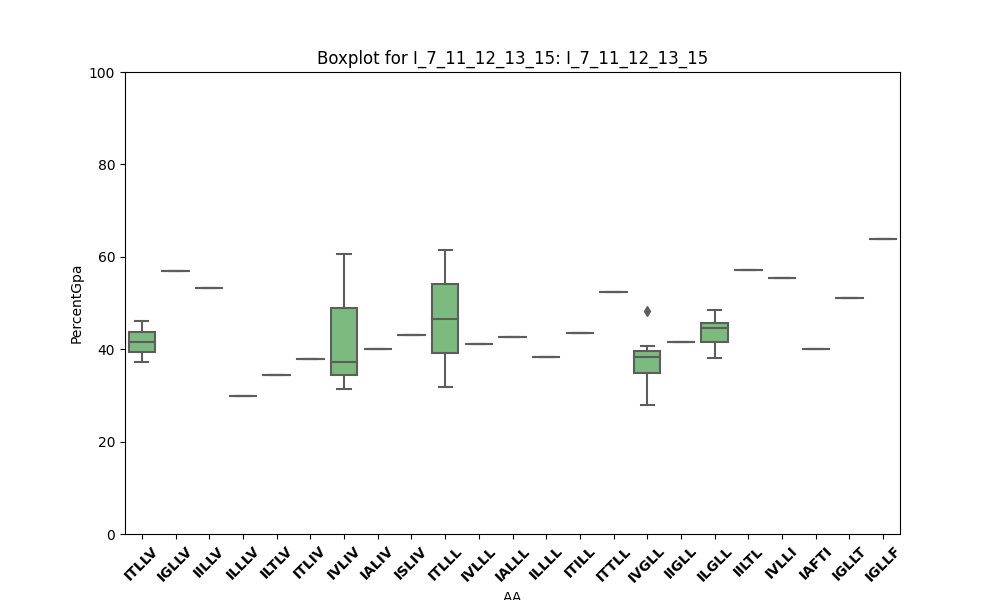 Boxplot for I_7_11_12_13_15: I_7_11_12_13_15
PercentGpa
100
80
60
40
20
0
ITLLV IGLLV IILLV ILLLV ILTLV ITLIV IVLIV IALIV ISLIV ITLLL IVLLL IALLL ILLLL ITILL ITTLL IVGLL IIGLL ILGLL IILTL IVLLI IAFTI IGLLT IGLLF
AA